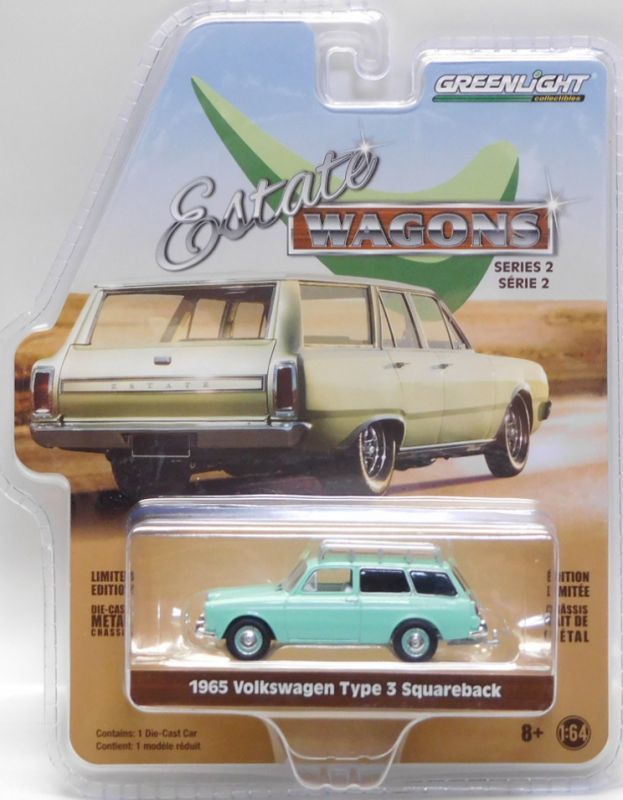 GREENLIGHT
collectibles
Estate
WAGONS
SERIES 2
SÉRIE 2
ESTATE
LIMITED
EDITION
DIE-CAST
METAL
CHASSIS
ÉDITION
LIMITÉE
CHÂSSIS
FAIT DE
MÉTAL
1965 Volkswagen Type 3 Squareback
Contains: 1 Die-Cast Car
Contient: 1 modèle réduit
8+
1:64